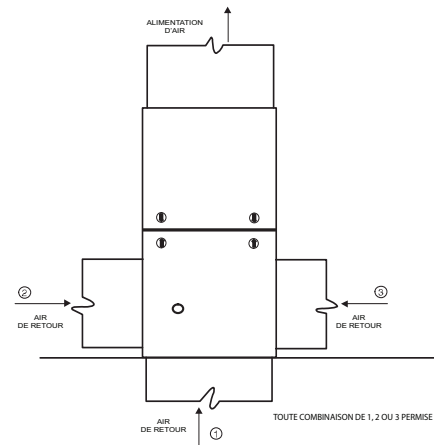 ALIMENTATION
D'AIR
②
③
AIR
DE RETOUR
AIR
DE RETOUR
AIR
DE RETOUR
①
TOUTE COMBINAISON DE 1, 2 OU 3 PERMISE